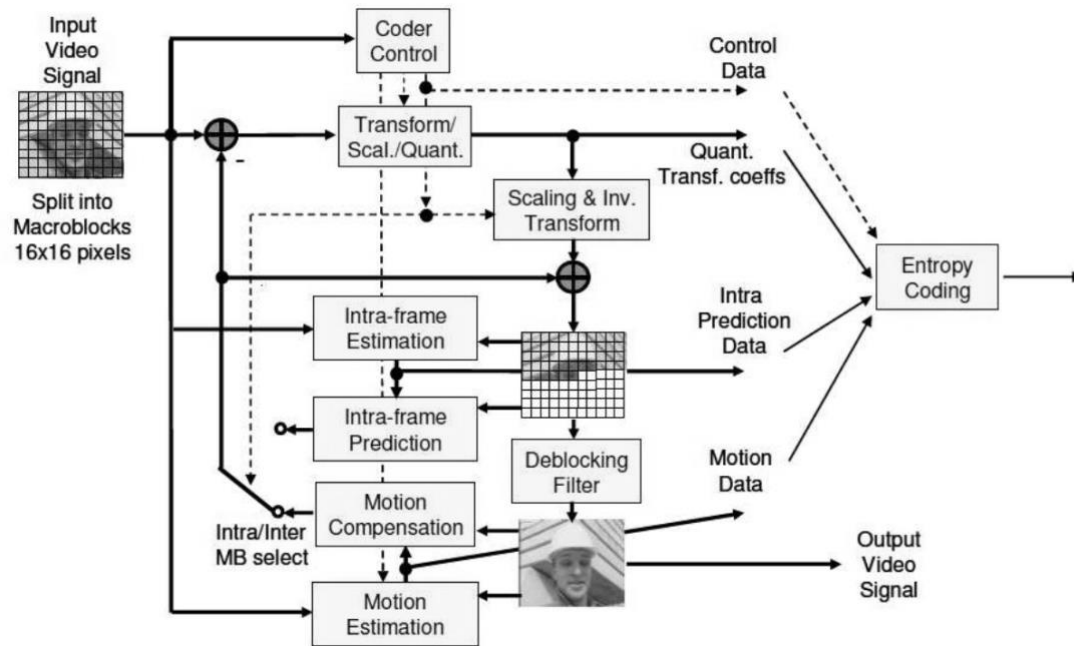 Input
Video
Signal
Split into
Macroblocks
16x16 pixels
Coder
Control
Transform/
Scal./Quant.
-
Scaling & Inv.
Transform
Control
Data
Quant.
Transf. coeffs
Entropy
Coding
Intra-frame
Estimation
Intra
Prediction
Data
Intra-frame
Prediction
Deblocking
Filter
Motion
Data
Motion
Compensation
Intra/Inter
MB select
Motion
Estimation
Output
Video
Signal